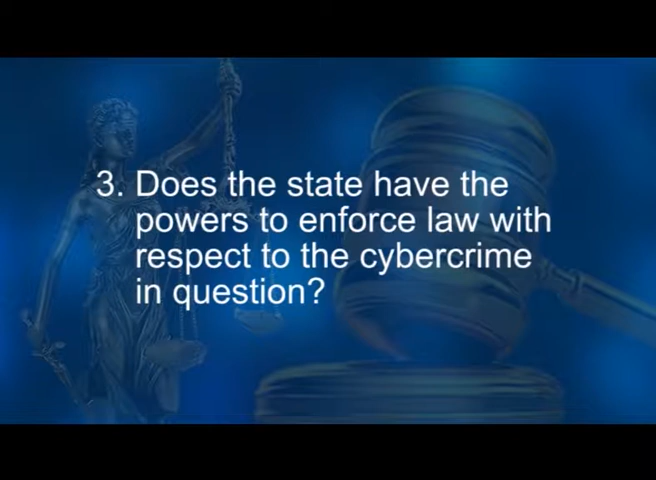 3. Does the state have the
powers to enforce law with
respect to the cybercrime
in question?